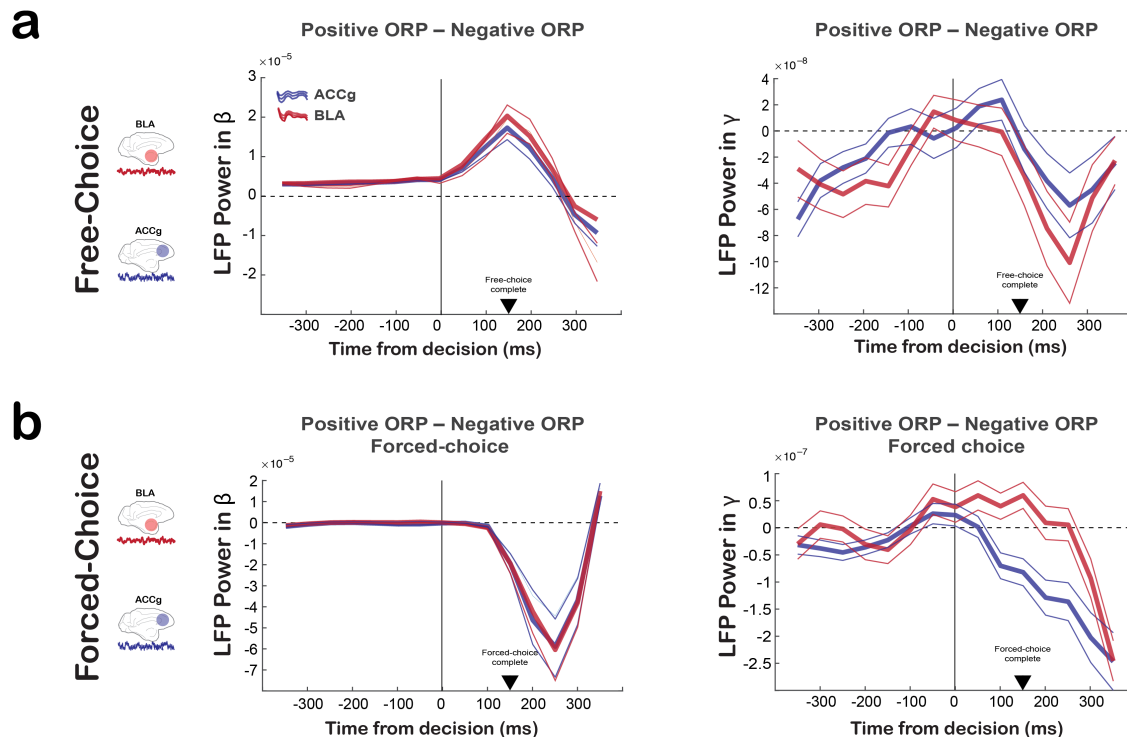 a
Free-Choice
BLA
ACCg
Positive ORP – Negative ORP
×10⁻⁵
LFP Power in β
3
2
1
0
-1
-2
ACCg
BLA
Free-choice
complete
-300 -200 -100 0 100 200 300
Time from decision (ms)
Positive ORP – Negative ORP
×10⁻⁸
LFP Power in γ
4
2
0
-2
-4
-6
-8
-10
-12
Free-choice
complete
-300 -200 -100 0 100 200 300
Time from decision (ms)
b
Forced-Choice
BLA
ACCg
Positive ORP – Negative ORP
Forced-choice
×10⁻⁵
LFP Power in β
2
1
0
-1
-2
-3
-4
-5
-6
-7
Forced-choice
complete
-300 -200 -100 0 100 200 300
Time from decision (ms)
Positive ORP – Negative ORP
Forced choice
×10⁻⁷
LFP Power in γ
1
0.5
0
-0.5
-1
-1.5
-2
-2.5
Forced-choice
complete
-300 -200 -100 0 100 200 300
Time from decision (ms)